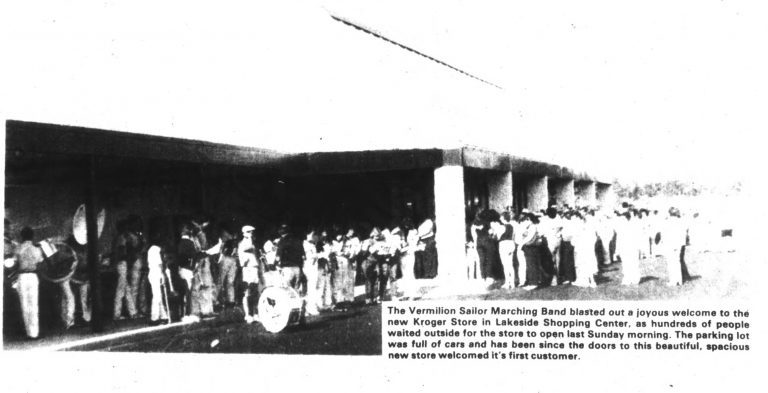 The Vermilion Sailor Marching Band blasted out a joyous welcome to the
new Kroger Store in Lakeside Shopping Center, as hundreds of people
waited outside for the store to open last Sunday morning. The parking lot
was full of cars and has been since the doors to this beautiful, spacious
new store welcomed it's first customer.